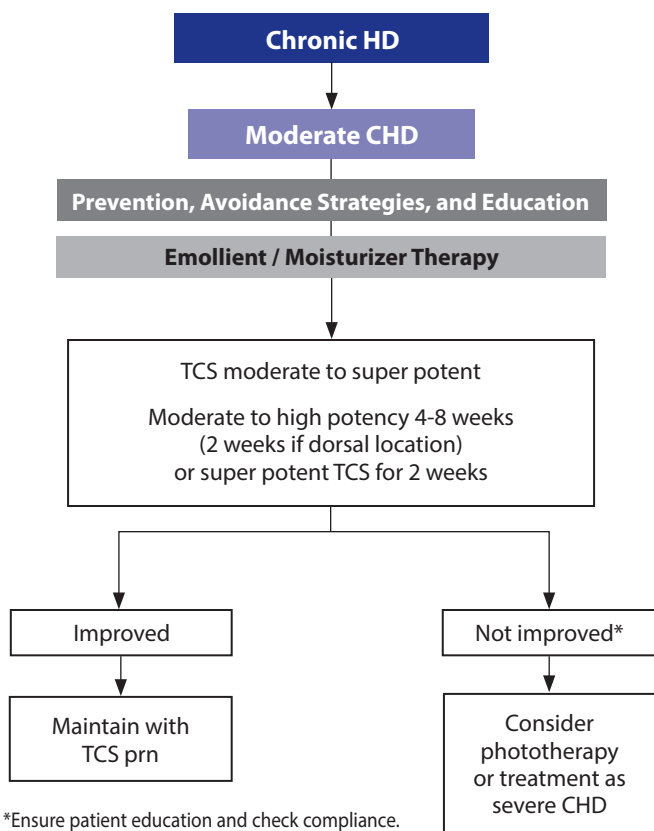 Chronic HD
Moderate CHD
Prevention, Avoidance Strategies, and Education
Emollient / Moisturizer Therapy
TCS moderate to super potent
Moderate to high potency 4-8 weeks
(2 weeks if dorsal location)
or super potent TCS for 2 weeks
Improved
Not improved*
Maintain with
TCS prn
Consider
phototherapy
or treatment as
severe CHD
*Ensure patient education and check compliance.